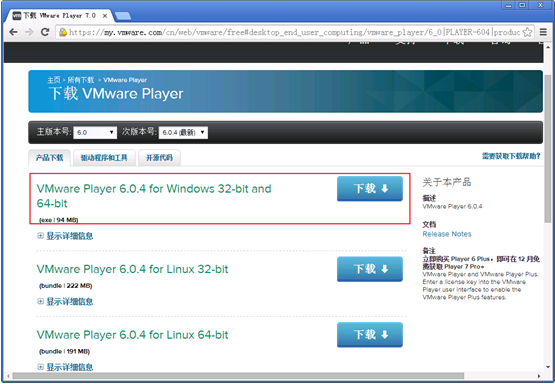 下载 VMware Player 7.0
https://my.vmware.com/cn/web/vmware/free#desktop_end_user_computing/vmware_player/6_0|PLAYER-604|produc
主页 > 所有下载 > VMware Player
下载 VMware Player
主版本号: 6.0 次版本号: 6.0.4 (最新)
产品下载 驱动程序和工具 开源代码 需要获取下载帮助?
VMware Player 6.0.4 for Windows 32-bit and
64-bit
(exe | 94 MB)
下载
显示详细信息
VMware Player 6.0.4 for Linux 32-bit
(bundle | 222 MB)
下载
显示详细信息
VMware Player 6.0.4 for Linux 64-bit
(bundle | 191 MB)
下载
显示详细信息
关于本产品
描述
VMware Player 6.0.4
文档
Release Notes
备注
立即购买 Player 6 Plus，即可在 12 月免
费获取 Player 7 Pro。
VMware Player and VMware Player Plus.
Enter a license key into the VMware
Player user interface to enable the
VMware Player Plus features.